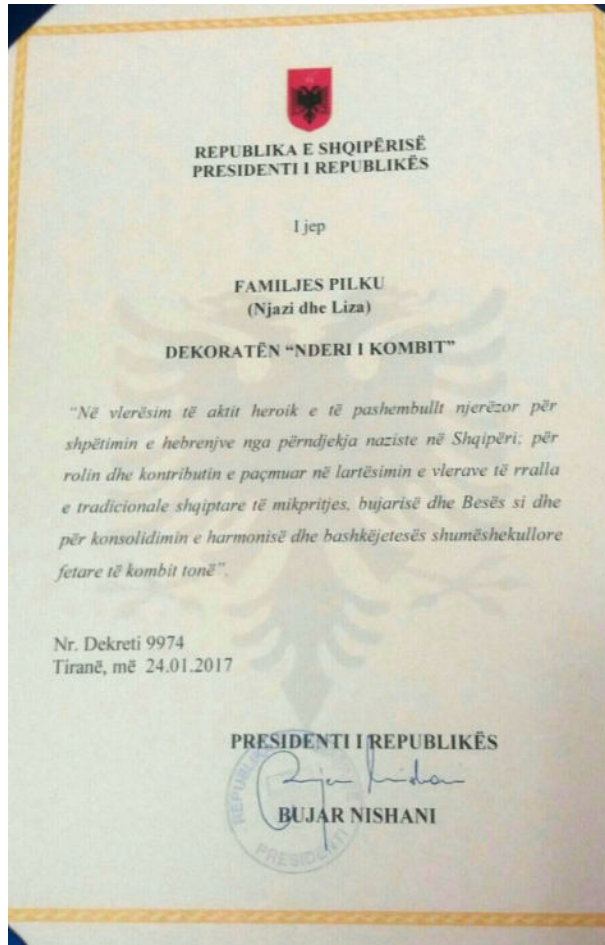 REPUBLIKA E SHQIPËRISË
PRESIDENTI I REPUBLIKËS
I jep
FAMILJES PILKU
(Njazi dhe Liza)
DEKORATËN “NDERI I KOMBIT”
“Në vlerësim të aktit heroik e të pashembullt njerëzor për
shpëtimin e hebrenjve nga përndjekja naziste në Shqipëri; për
rolin dhe kontributin e paçmuar në lartësimin e vlerave të rralla
e tradicionale shqiptare të mikpritjes, bujarisë dhe Besës si dhe
për konsolidimin e harmonisë dhe bashkëjetesës shumëshekullore
fetare të kombit tonë”.
Nr. Dekreti 9974
Tiranë, më 24.01.2017
PRESIDENTI I REPUBLIKËS
BUJAR NISHANI
PRESIDENTI